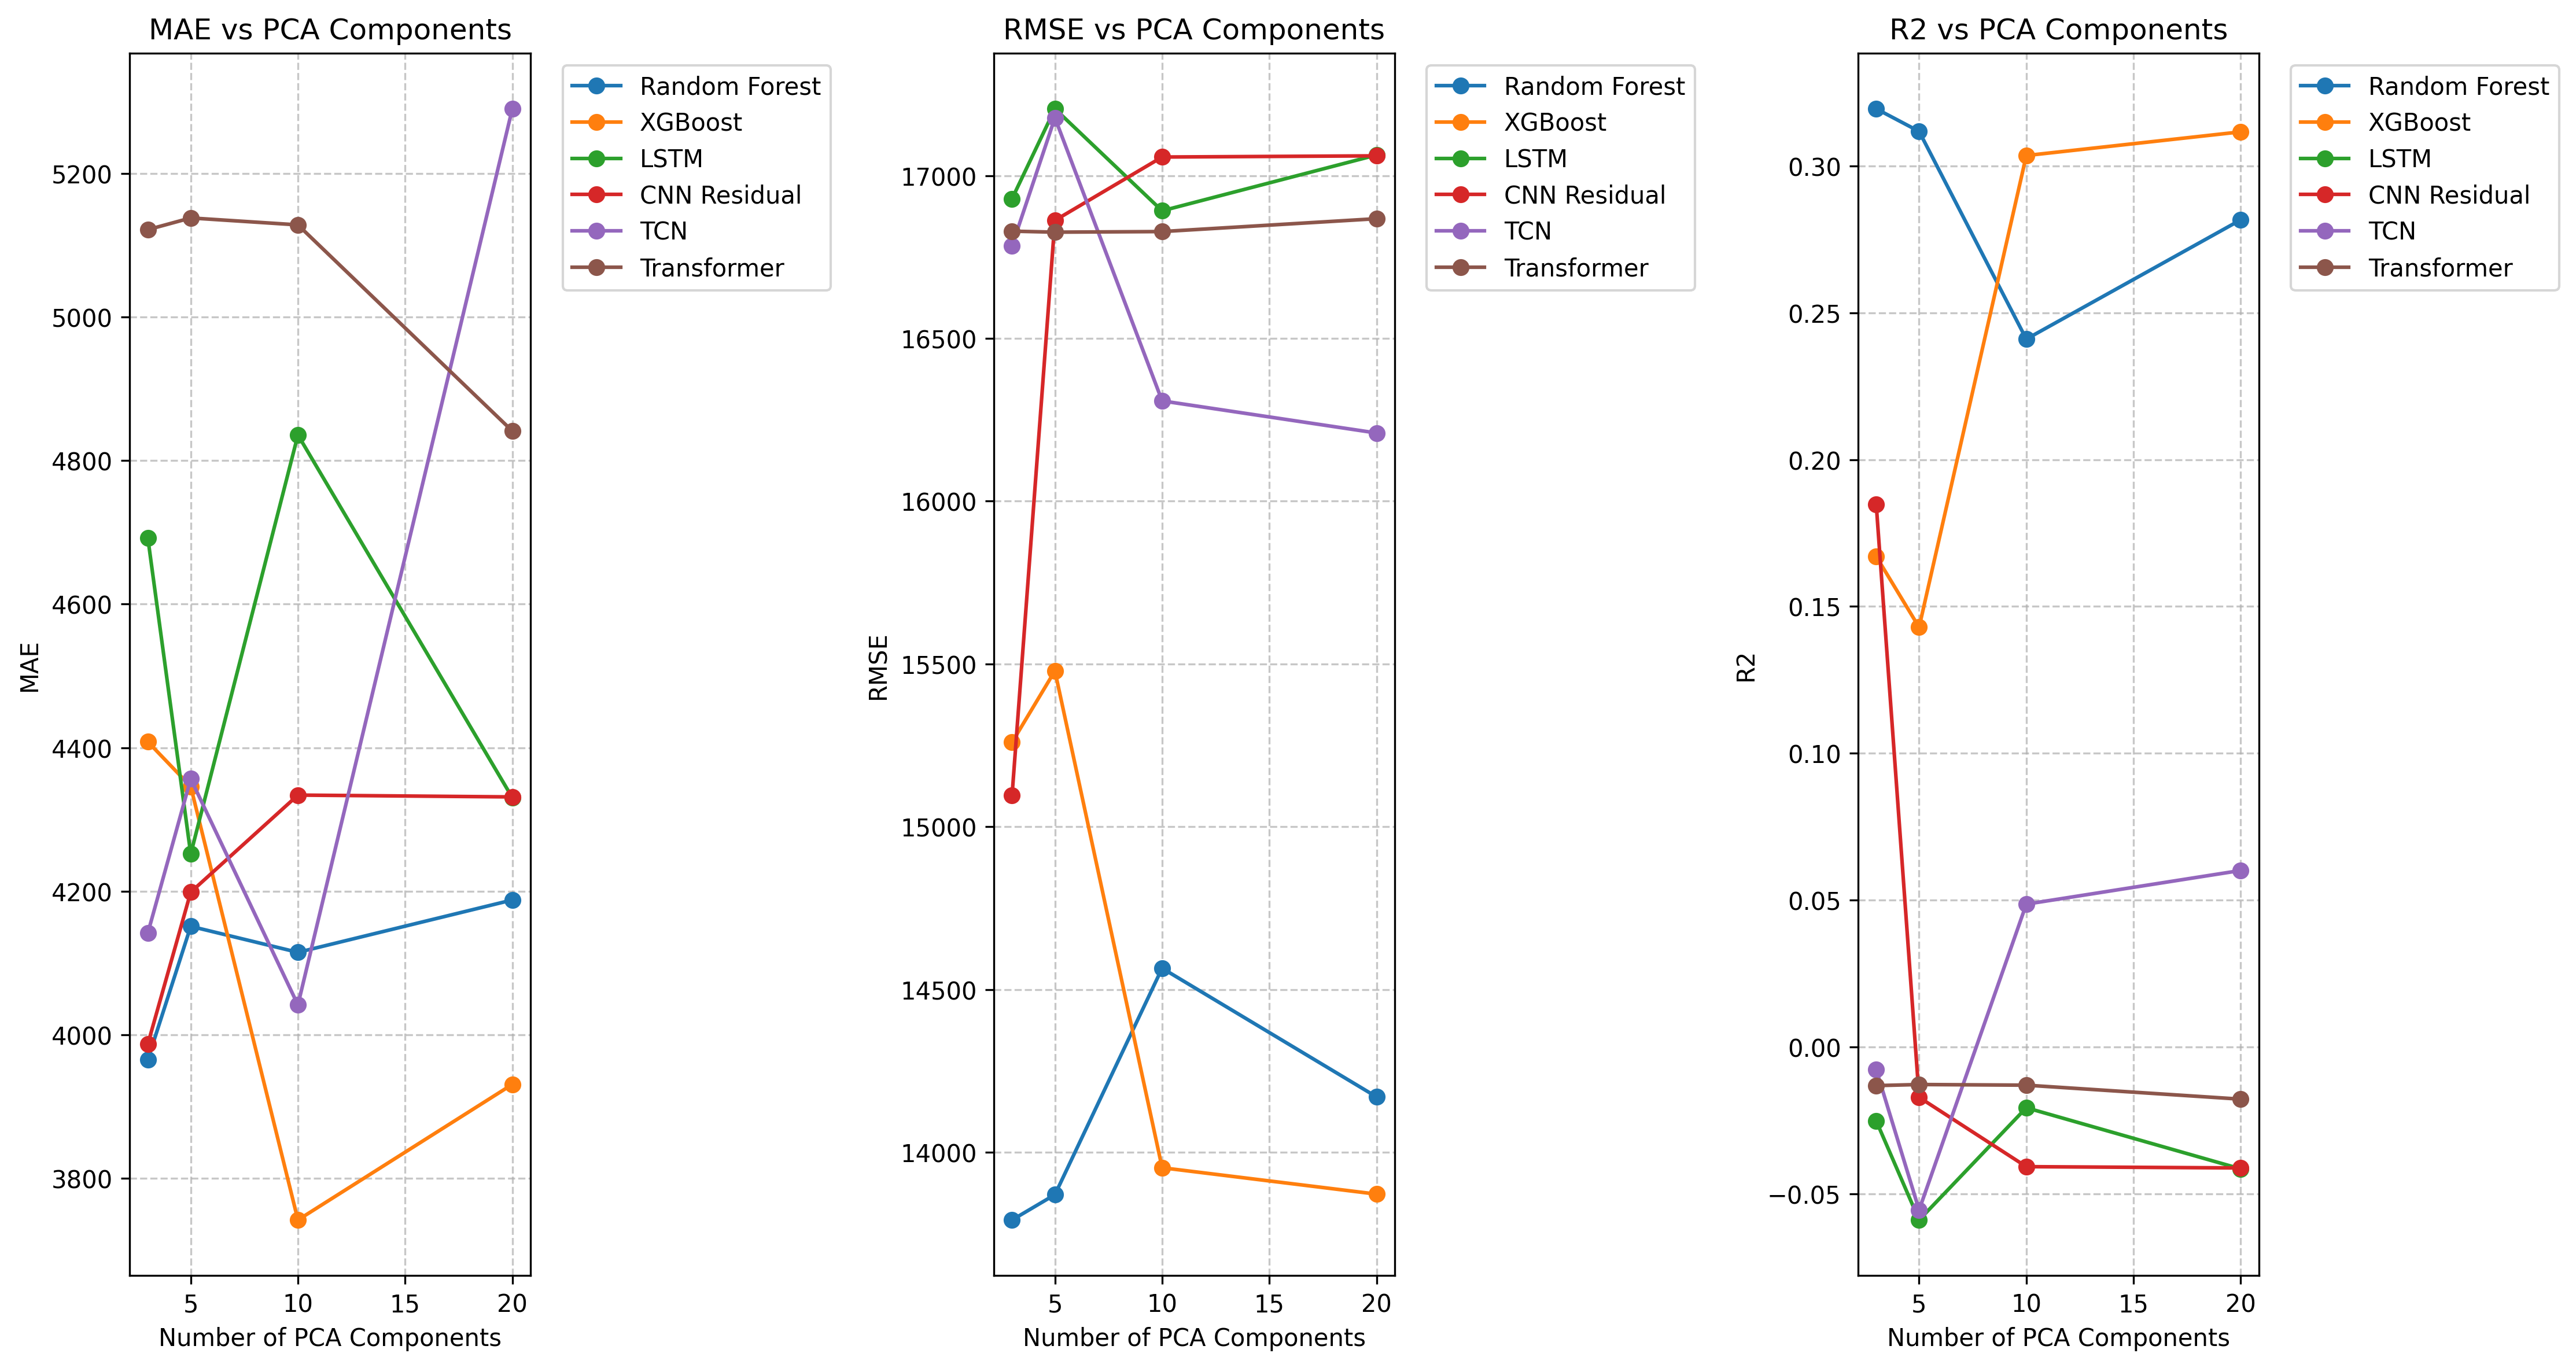 MAE vs PCA Components
MAE
5200
5000
4800
4600
4400
4200
4000
3800
5
10
15
20
Number of PCA Components
Random Forest
XGBoost
LSTM
CNN Residual
TCN
Transformer
RMSE vs PCA Components
RMSE
17000
16500
16000
15500
15000
14500
14000
5
10
15
20
Number of PCA Components
Random Forest
XGBoost
LSTM
CNN Residual
TCN
Transformer
R2 vs PCA Components
R2
0.30
0.25
0.20
0.15
0.10
0.05
0.00
−0.05
5
10
15
20
Number of PCA Components
Random Forest
XGBoost
LSTM
CNN Residual
TCN
Transformer